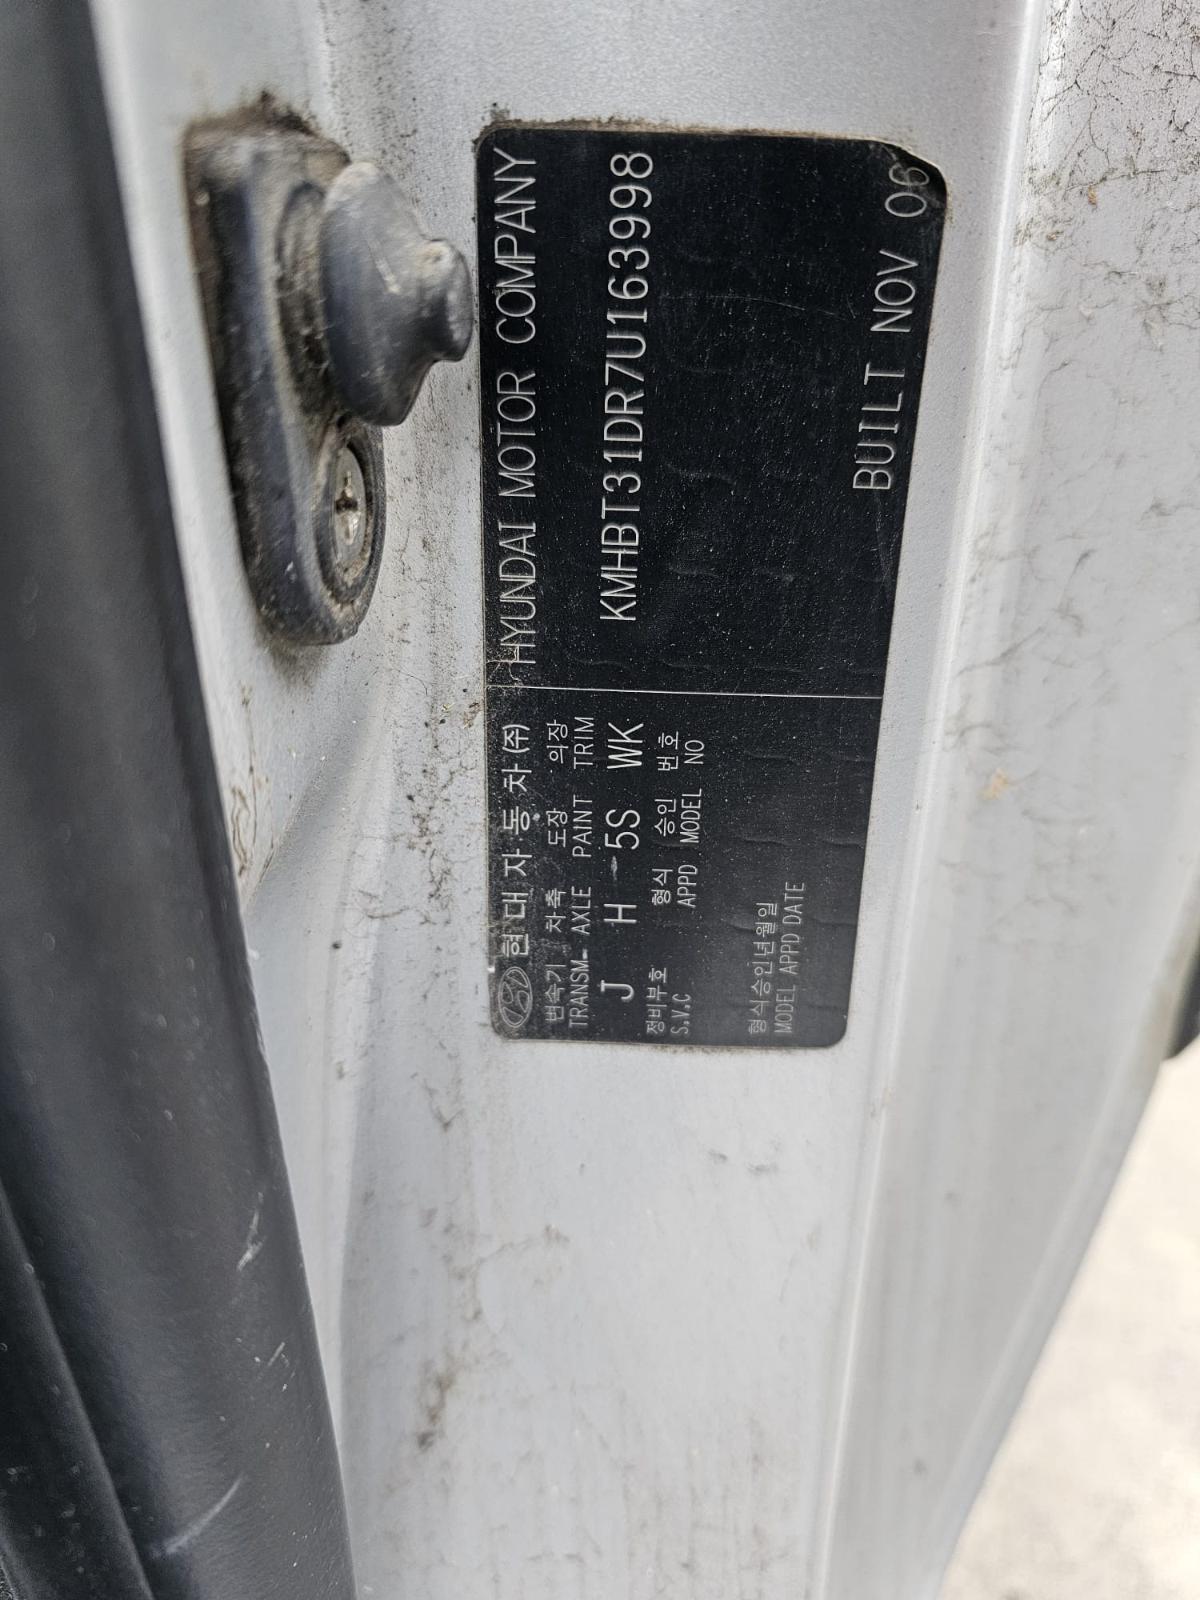 현대자동차(주) HYUNDAI MOTOR COMPANY
변속기 차축 도장 의장
TRANSM- AXLE PAINT TRIM
J H 5S WK KMHBT31DR7U163998
정비부호 형식 승인 번호
S.V.C APPD MODEL NO
형식승인년월일
MODEL APPD DATE
BUILT NOV 06